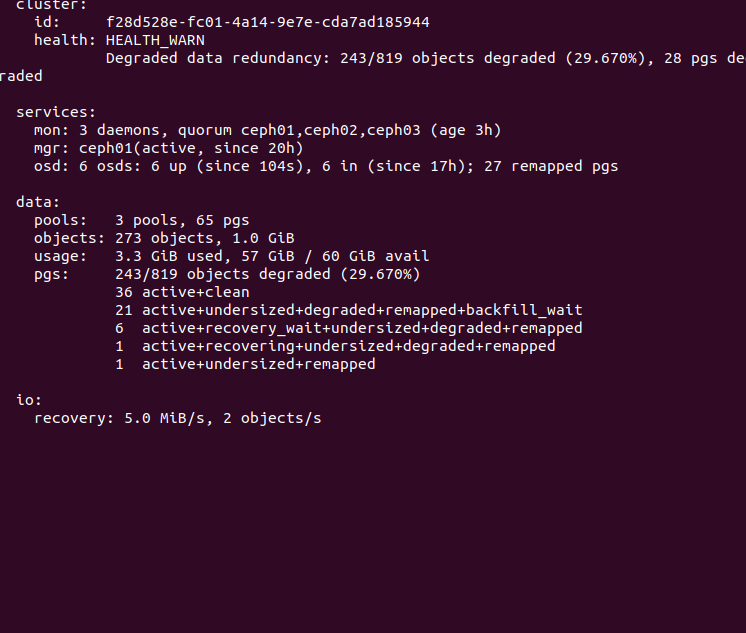 cluster:
id: f28d528e-fc01-4a14-9e7e-cda7ad185944
health: HEALTH_WARN
Degraded data redundancy: 243/819 objects degraded (29.670%), 28 pgs deg
raded
services:
mon: 3 daemons, quorum ceph01,ceph02,ceph03 (age 3h)
mgr: ceph01(active, since 20h)
osd: 6 osds: 6 up (since 104s), 6 in (since 17h); 27 remapped pgs
data:
pools: 3 pools, 65 pgs
objects: 273 objects, 1.0 GiB
usage: 3.3 GiB used, 57 GiB / 60 GiB avail
pgs: 243/819 objects degraded (29.670%)
36 active+clean
21 active+undersized+degraded+remapped+backfill_wait
6 active+recovery_wait+undersized+degraded+remapped
1 active+recovering+undersized+degraded+remapped
1 active+undersized+remapped
io:
recovery: 5.0 MiB/s, 2 objects/s